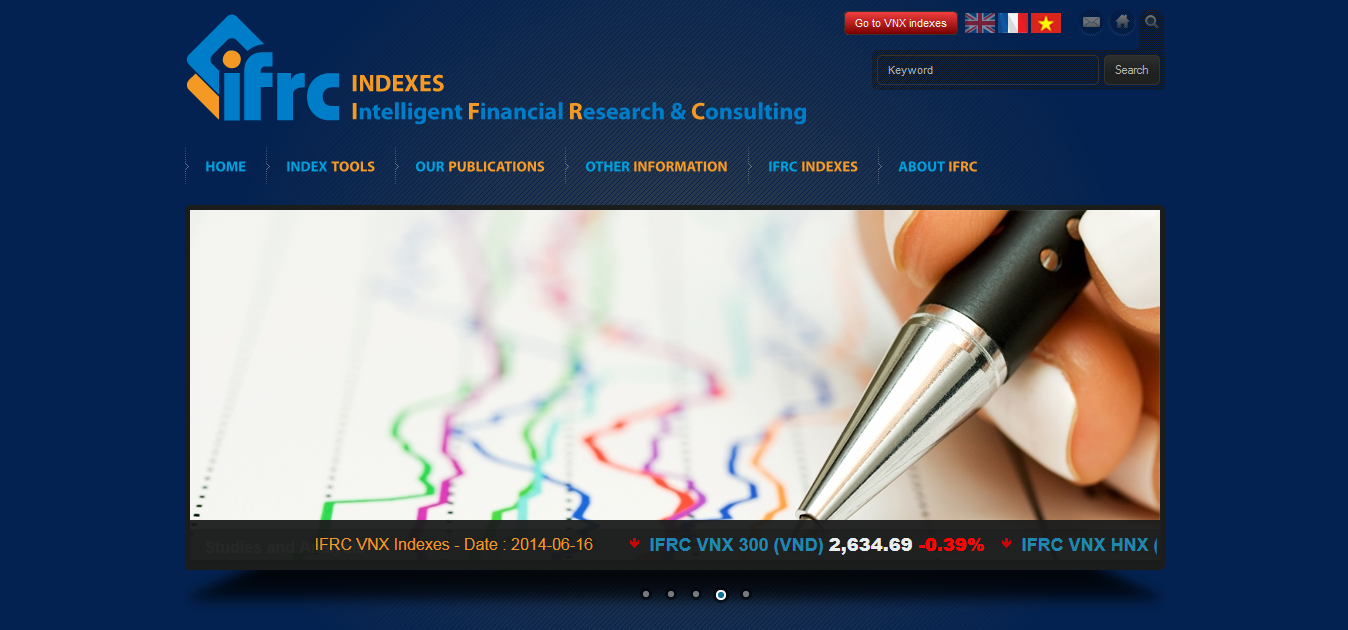 Go to VNX indexes
Keyword
Search
ifrc INDEXES
Intelligent Financial Research & Consulting
HOME
INDEX TOOLS
OUR PUBLICATIONS
OTHER INFORMATION
IFRC INDEXES
ABOUT IFRC
Studies and
IFRC VNX Indexes - Date : 2014-06-16
IFRC VNX 300 (VND) 2,634.69 -0.39%
IFRC VNX HNX (